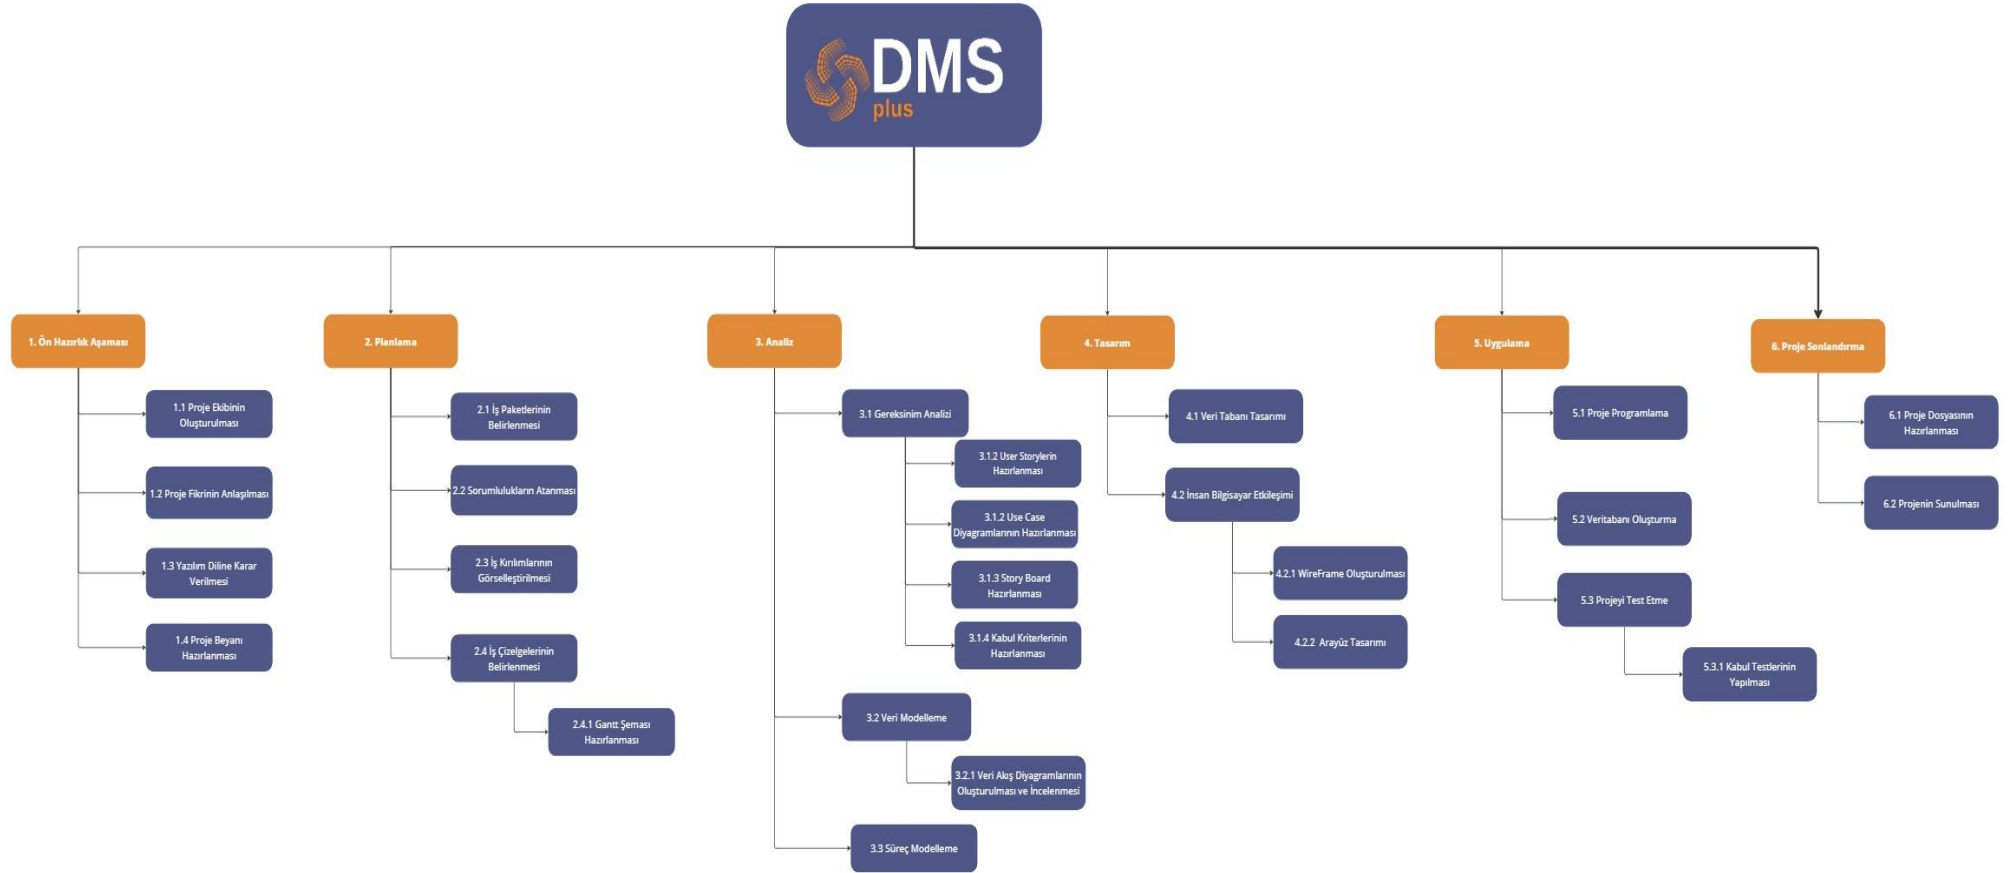 DMS
plus
1. Ön Hazırlık Aşaması
1.1 Proje Ekibinin
Oluşturulması
1.2 Proje Fikrinin Anlaşılması
1.3 Yazılım Diline Karar
Verilmesi
1.4 Proje Beyanı
Hazırlanması
2. Planlama
2.1 İş Paketlerinin
Belirlenmesi
2.2 Sorumlulukların Atanması
2.3 İş Kırılımlarının
Görselleştirilmesi
2.4 İş Çizelgelerinin
Belirlenmesi
2.4.1 Gantt Şeması
Hazırlanması
3. Analiz
3.1 Gereksinim Analizi
3.1.2 User Storylerin
Hazırlanması
3.1.2 Use Case
Diyagramlarının Hazırlanması
3.1.3 Story Board
Hazırlanması
3.1.4 Kabul Kriterlerinin
Hazırlanması
3.2 Veri Modelleme
3.2.1 Veri Akış Diyagramlarının
Oluşturulması ve İncelenmesi
3.3 Süreç Modelleme
4. Tasarım
4.1 Veri Tabanı Tasarımı
4.2 İnsan Bilgisayar Etkileşimi
4.2.1 WireFrame Oluşturulması
4.2.2 Arayüz Tasarımı
5. Uygulama
5.1 Proje Programlama
5.2 Veritabanı Oluşturma
5.3 Projeyi Test Etme
5.3.1 Kabul Testlerinin
Yapılması
6. Proje Sonlandırma
6.1 Proje Dosyasının
Hazırlanması
6.2 Projenin Sunulması